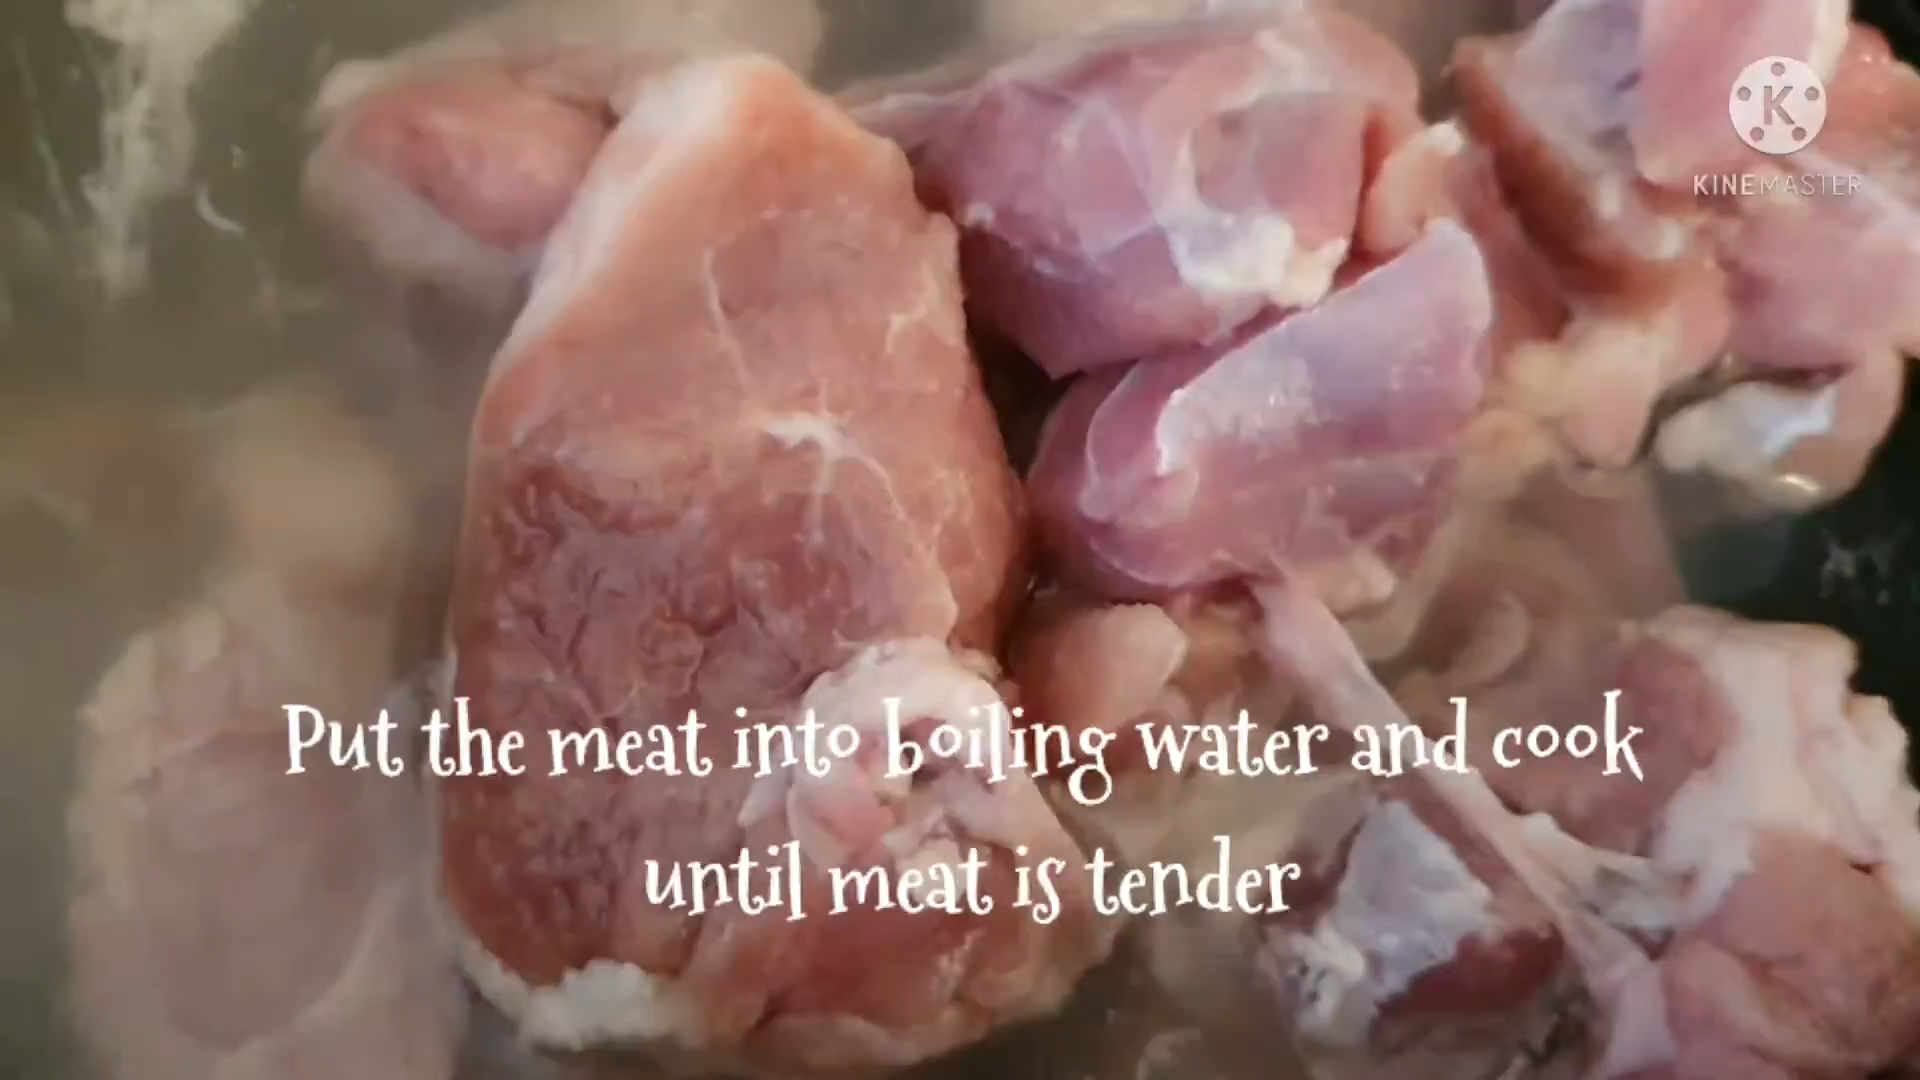 K
KINEMASTER
Put the meat into boiling water and cook
until meat is tender